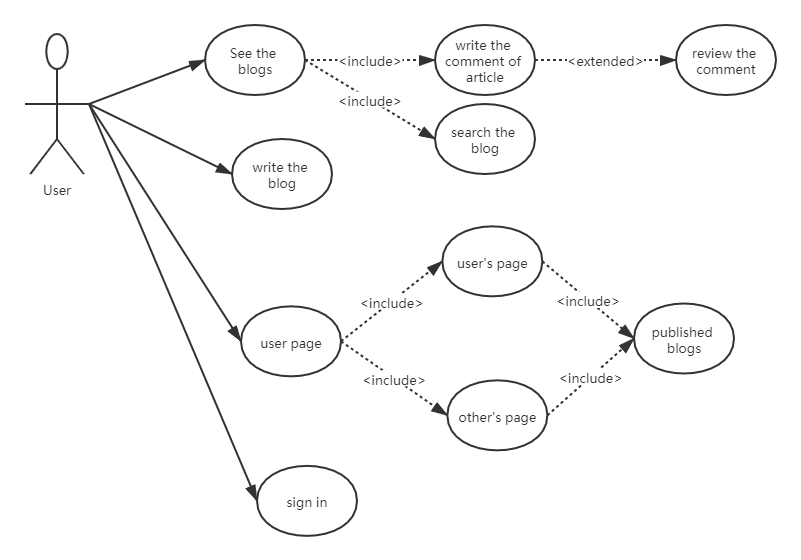 See the
blogs
<include>
write the
comment of
article
<extended>
review the
comment
<include>
search the
blog
write the
blog
User
user's page
<include>
<include>
user page
published
blogs
<include>
<include>
other's page
sign in